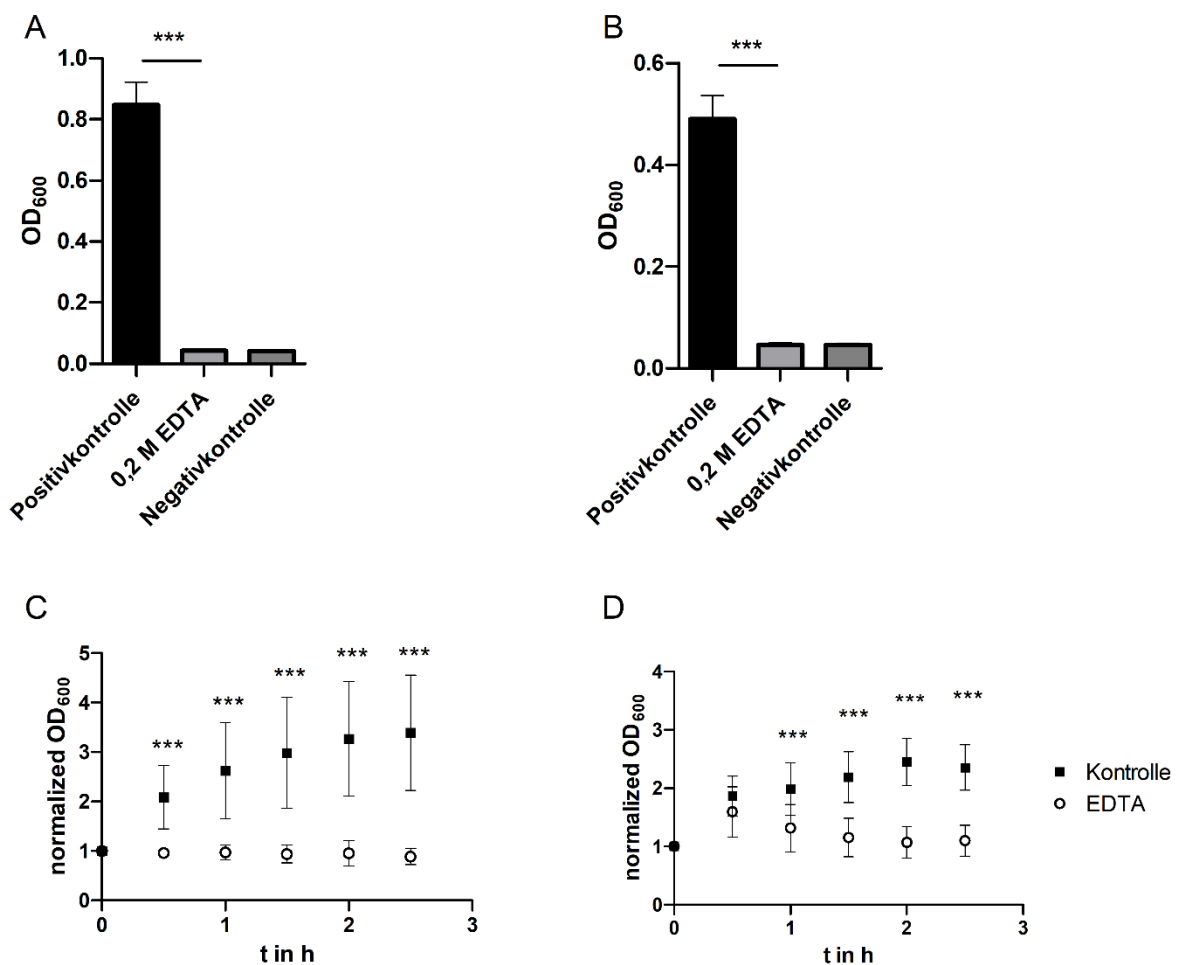 A
***
1.0
0.8
0.6
0.4
0.2
0.0
OD600
Positivkontrolle
0,2 M EDTA
Negativkontrolle
B
***
0.6
0.4
0.2
0.0
OD600
Positivkontrolle
0,2 M EDTA
Negativkontrolle
C
5
4
3
2
1
0
normalized OD600
*** *** *** *** ***
0 1 2 3
t in h
D
4
3
2
1
0
normalized OD600
*** *** *** ***
0 1 2 3
t in h
Kontrolle
EDTA